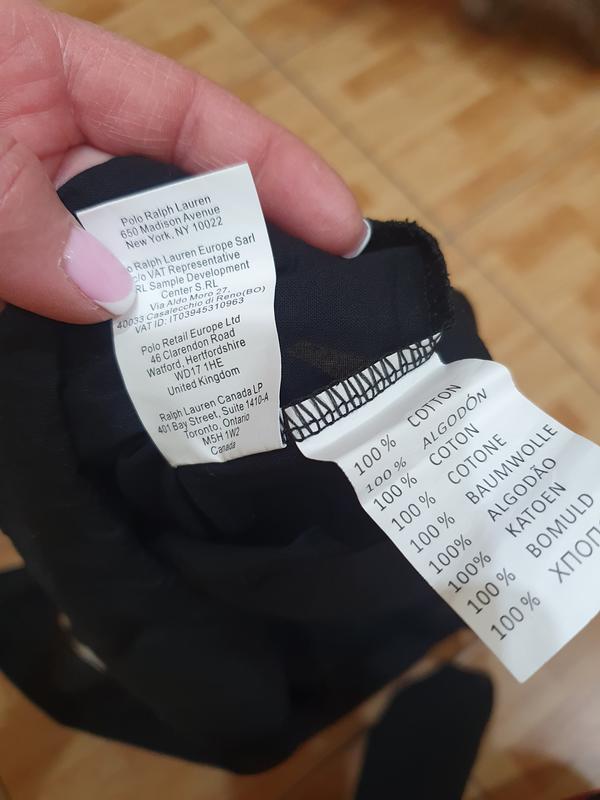 Polo Ralph Lauren
650 Madison Avenue
New York, NY 10022
Ralph Lauren Europe Sarl
c/o VAT Representative
RL Sample Development
Center S.RL
Via Aldo Moro 27,
40033 Casalecchio di Reno(BO)
VAT ID: IT03945310963
Polo Retail Europe Ltd
46 Clarendon Road
Watford, Hertfordshire
WD17 1HE
United Kingdom
Ralph Lauren Canada LP
401 Bay Street, Suite 1410-A
Toronto, Ontario
M5H 1W2
Canada
100 % COTTON
100 % ALGODÓN
100 % COTON
100 % COTONE
100 % BAUMWOLLE
100% ALGODÃO
100% KATOEN
100 % BOMULD
100 %